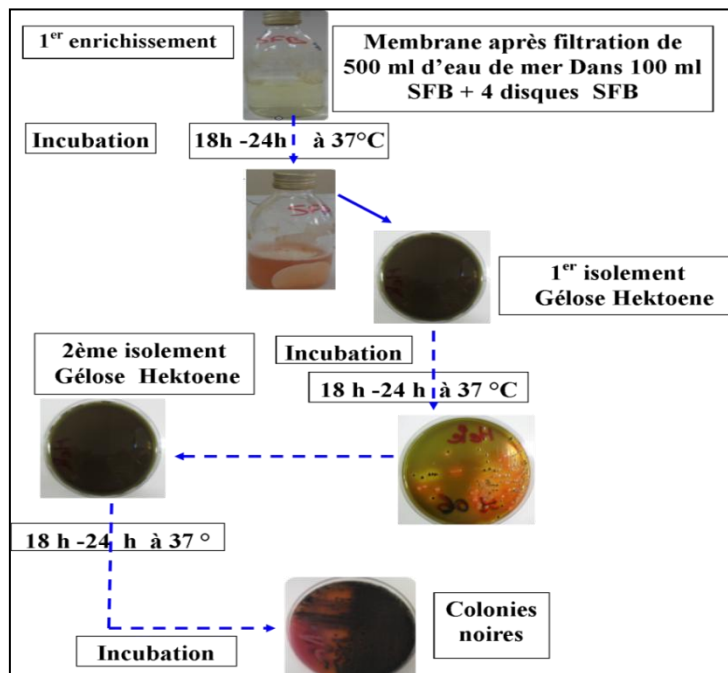 1er enrichissement
Membrane après filtration de
500 ml d'eau de mer Dans 100 ml
SFB + 4 disques SFB
SFB
Incubation
18h -24h à 37°C
1er isolement
Gélose Hektoene
2ème isolement
Gélose Hektoene
Incubation
18 h -24 h à 37 °C
18 h -24 h à 37 °
Incubation
Colonies
noires